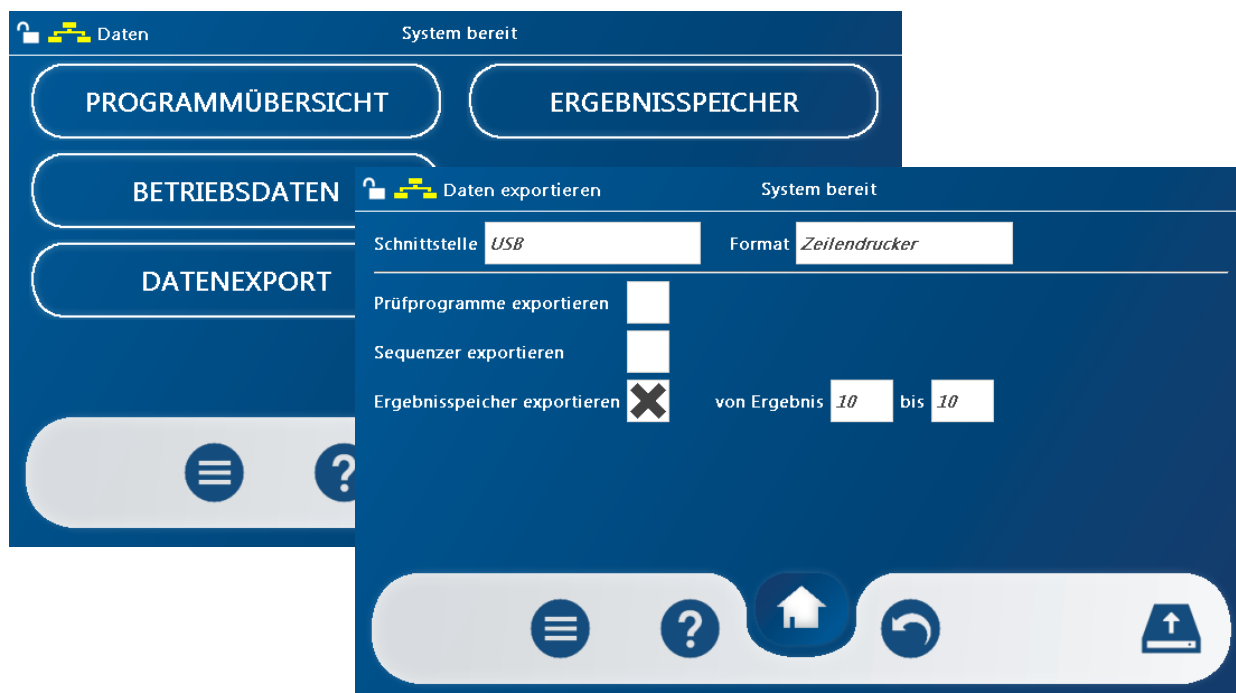 Daten System bereit
PROGRAMMÜBERSICHT ERGEBNISSPEICHER
BETRIEBSDATEN
DATENEXPORT
?
Daten exportieren System bereit
Schnittstelle USB Format Zeilendrucker
Prüfprogramme exportieren
Sequenzer exportieren
Ergebnisspeicher exportieren von Ergebnis 10 bis 10
?